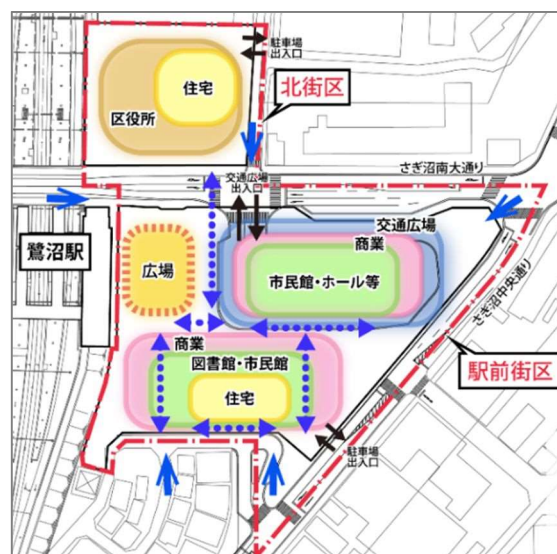 駐車場
出入口
住宅
区役所
北街区
交通広場
出入口
さぎ沼南大通り
交通広場
商業
鷺沼駅
広場
市民館・ホール等
さぎ沼中央通り
商業
図書館・市民館
住宅
駅前街区
駐車場
出入口